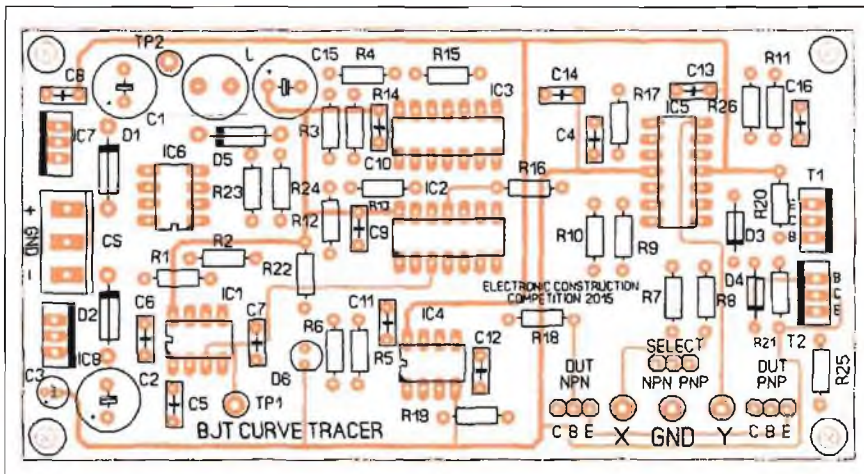 TP2
C15
R4
R15
R11
C8
L
C14
C13
C16
R14
IC3
R17
IC5
R26
C1
IC7
D1
R3
C4
D5
IC6
C10
R16
T1
R23
R24
IC2
R20
E
C
B
+
GND
-
CS
R12
R13
C9
R10
R9
D3
R1
R2
R22
ELECTRONIC CONSTRUCTION
COMPETITION 2015
D4
B
C
E
IC1
C11
IC4
R7
R8
D2
C6
C7
R6
R5
R18
R21
T2
IC8
C12
SELECT
DUT
NPN
NPN PNP
DUT
PNP
R25
C3
C2
D6
C5
TP1
R19
BJT CURVE TRACER
C B E
X
GND
Y
C B E